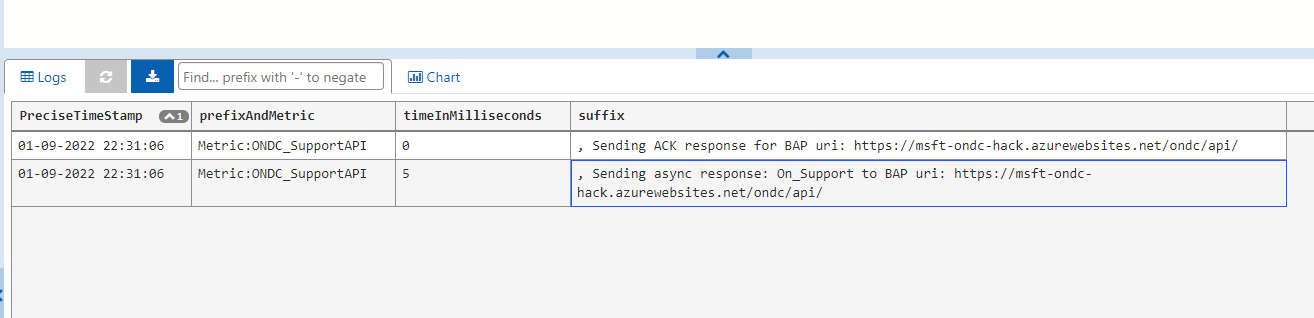 Logs
Find... prefix with '-' to negate
Chart
PreciseTimeStamp 1 prefixAndMetric timeInMilliseconds suffix
01-09-2022 22:31:06 Metric:ONDC_SupportAPI 0 , Sending ACK response for BAP uri: https://msft-ondc-hack.azurewebsites.net/ondc/api/
01-09-2022 22:31:06 Metric:ONDC_SupportAPI 5 , Sending async response: On_Support to BAP uri: https://msft-ondc-
hack.azurewebsites.net/ondc/api/